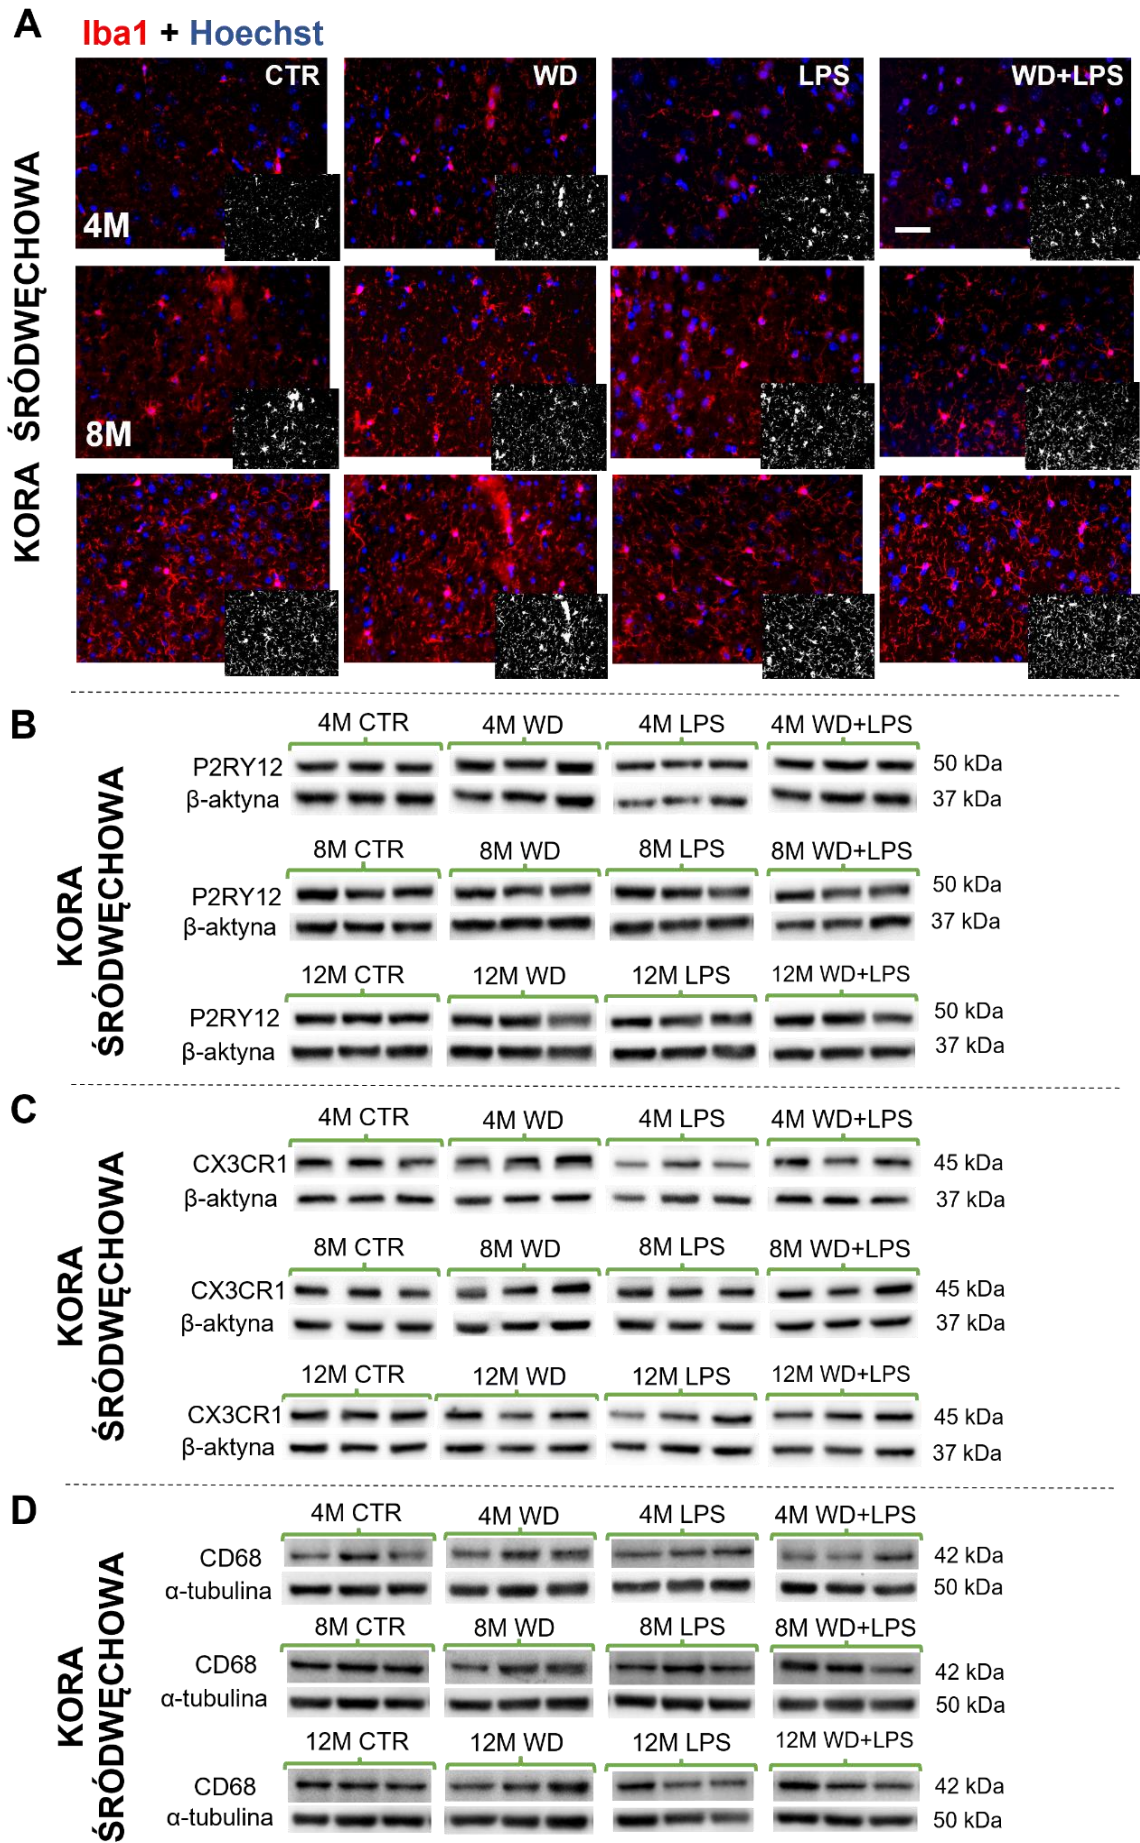 A
Iba1 + Hoechst
CTR
WD
LPS
WD+LPS
KORA ŚRÓDWĘCHOWA
4M
8M
B
KORA
ŚRÓDWĘCHOWA
4M CTR
4M WD
4M LPS
4M WD+LPS
P2RY12
50 kDa
β-aktyna
37 kDa
8M CTR
8M WD
8M LPS
8M WD+LPS
P2RY12
50 kDa
β-aktyna
37 kDa
12M CTR
12M WD
12M LPS
12M WD+LPS
P2RY12
50 kDa
β-aktyna
37 kDa
C
KORA
ŚRÓDWĘCHOWA
4M CTR
4M WD
4M LPS
4M WD+LPS
CX3CR1
45 kDa
β-aktyna
37 kDa
8M CTR
8M WD
8M LPS
8M WD+LPS
CX3CR1
45 kDa
β-aktyna
37 kDa
12M CTR
12M WD
12M LPS
12M WD+LPS
CX3CR1
45 kDa
β-aktyna
37 kDa
D
KORA
ŚRÓDWĘCHOWA
4M CTR
4M WD
4M LPS
4M WD+LPS
CD68
42 kDa
α-tubulina
50 kDa
8M CTR
8M WD
8M LPS
8M WD+LPS
CD68
42 kDa
α-tubulina
50 kDa
12M CTR
12M WD
12M LPS
12M WD+LPS
CD68
42 kDa
α-tubulina
50 kDa